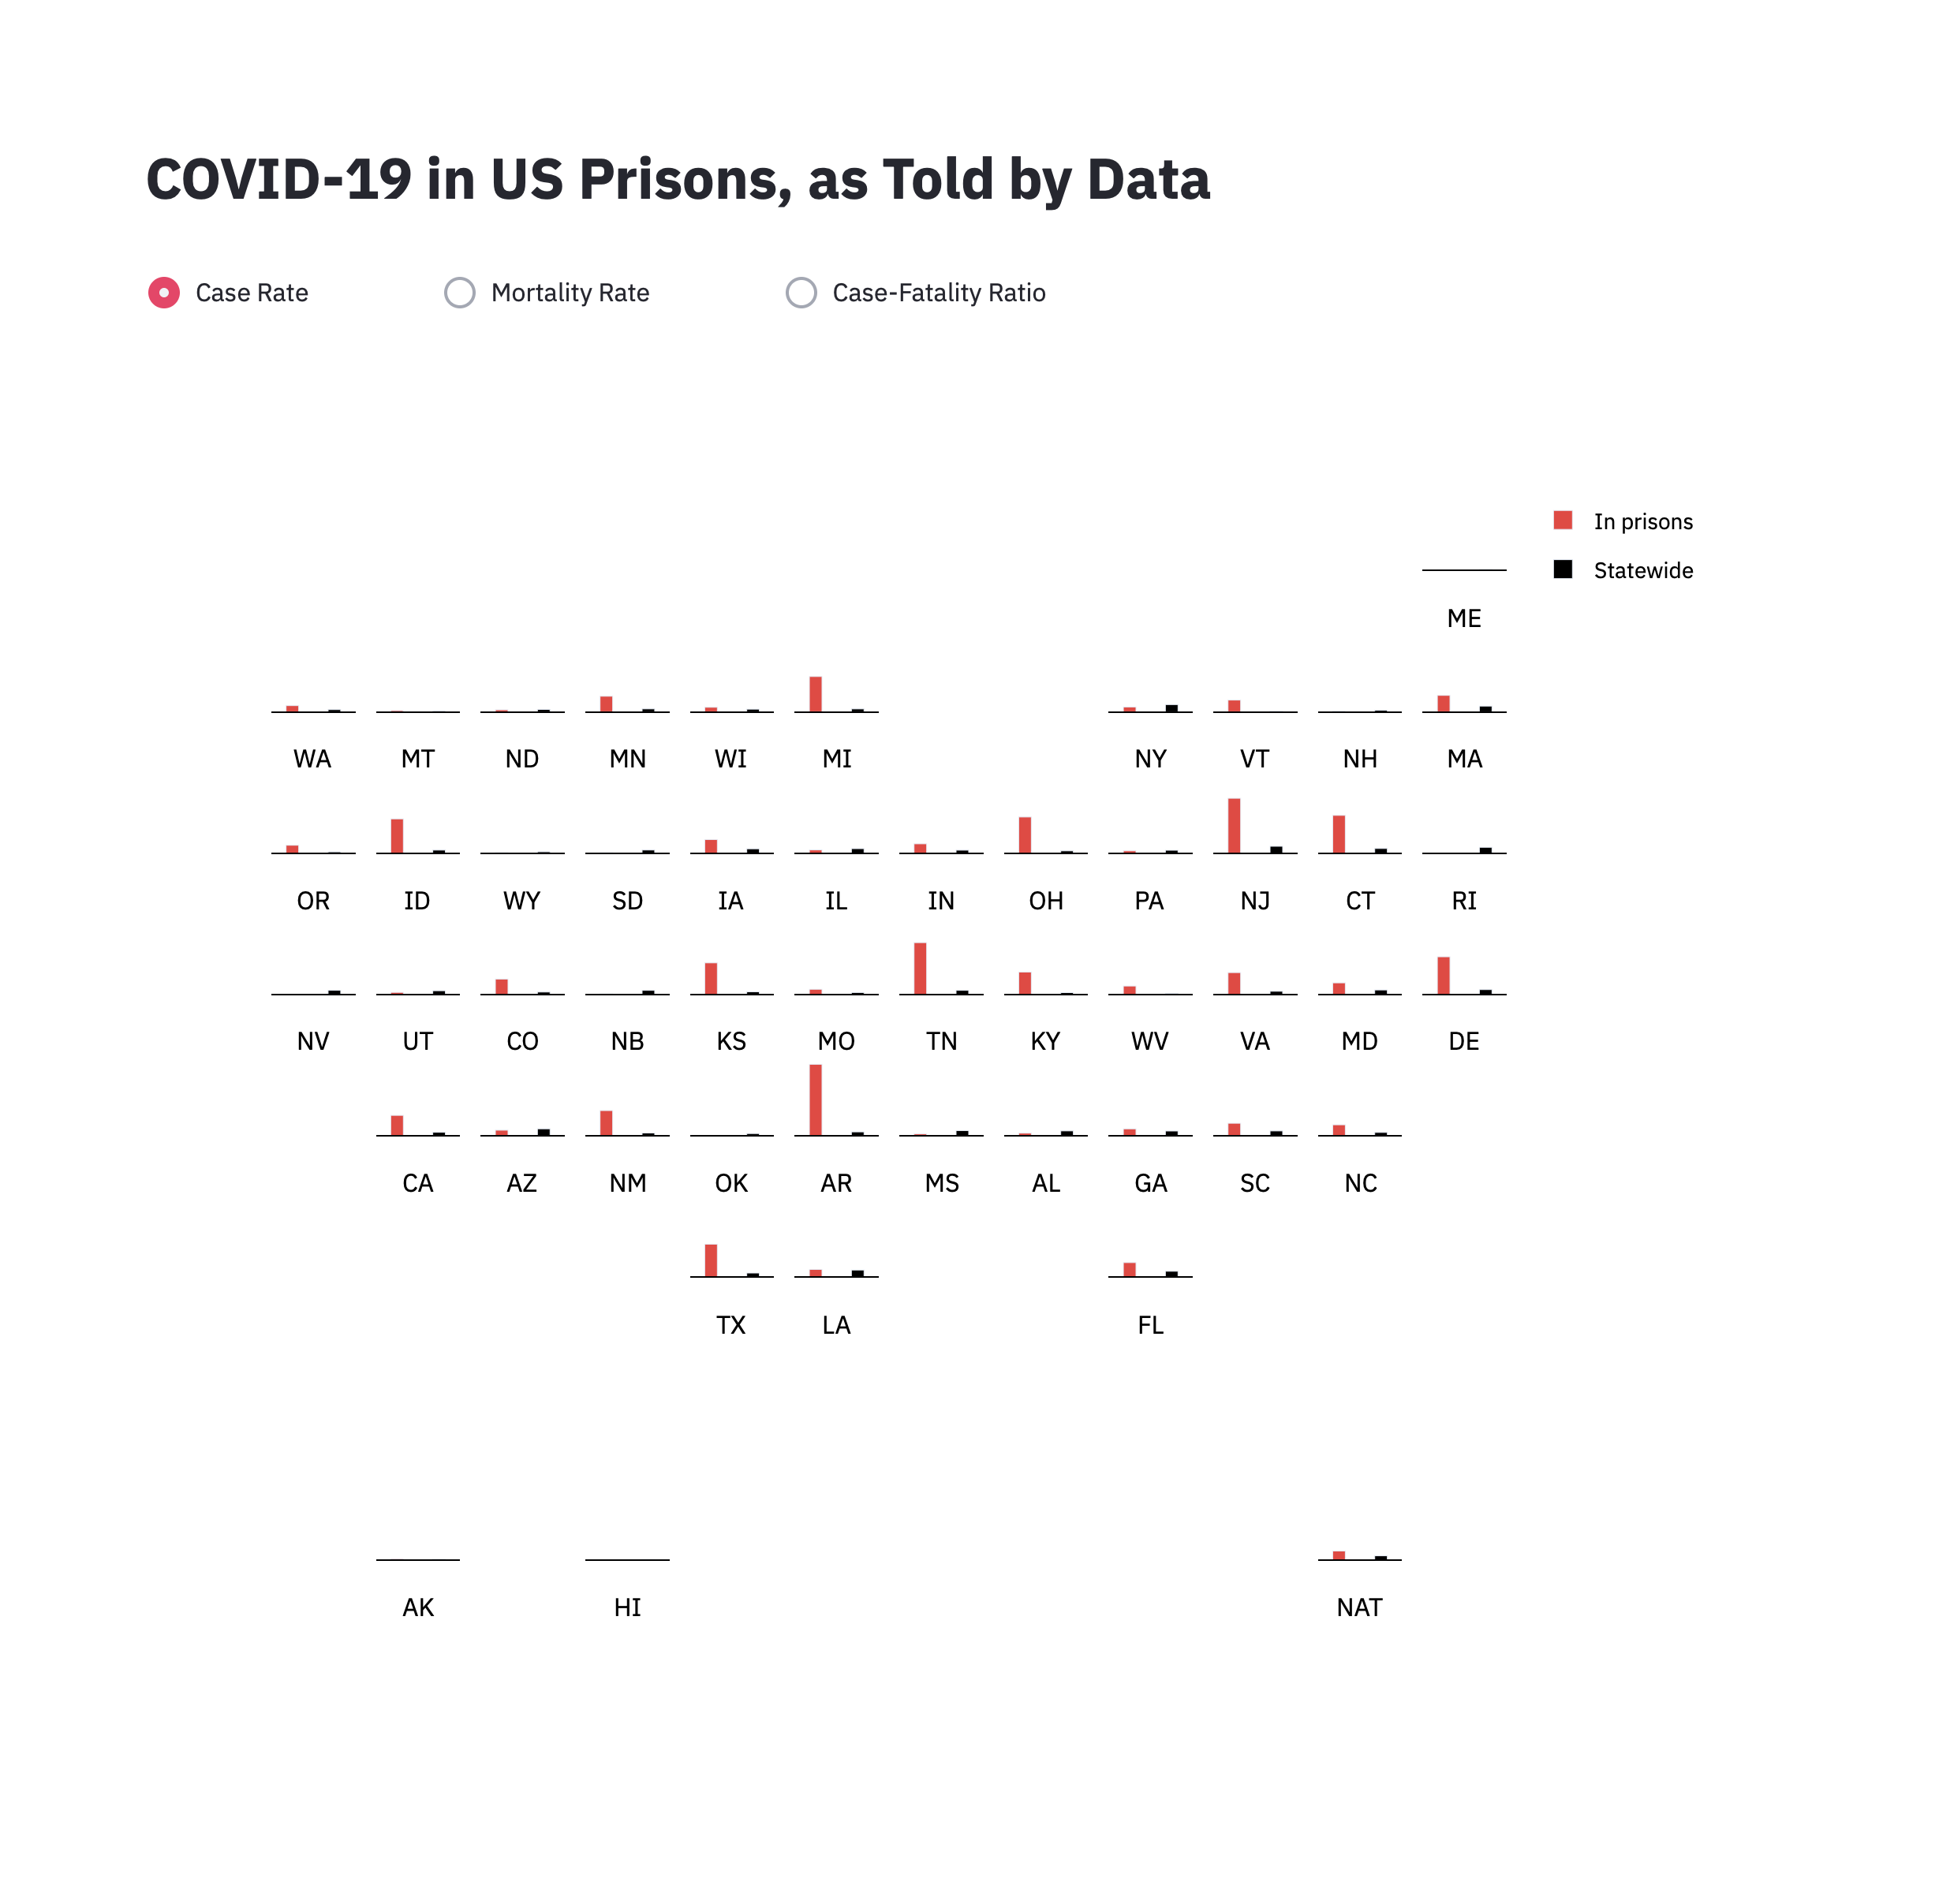 COVID-19 in US Prisons, as Told by Data
Case Rate Mortality Rate Case-Fatality Ratio
In prisons
Statewide
ME
WA MT ND MN WI MI NY VT NH MA
OR ID WY SD IA IL IN OH PA NJ CT RI
NV UT CO NB KS MO TN KY WV VA MD DE
CA AZ NM OK AR MS AL GA SC NC
TX LA FL
AK HI NAT